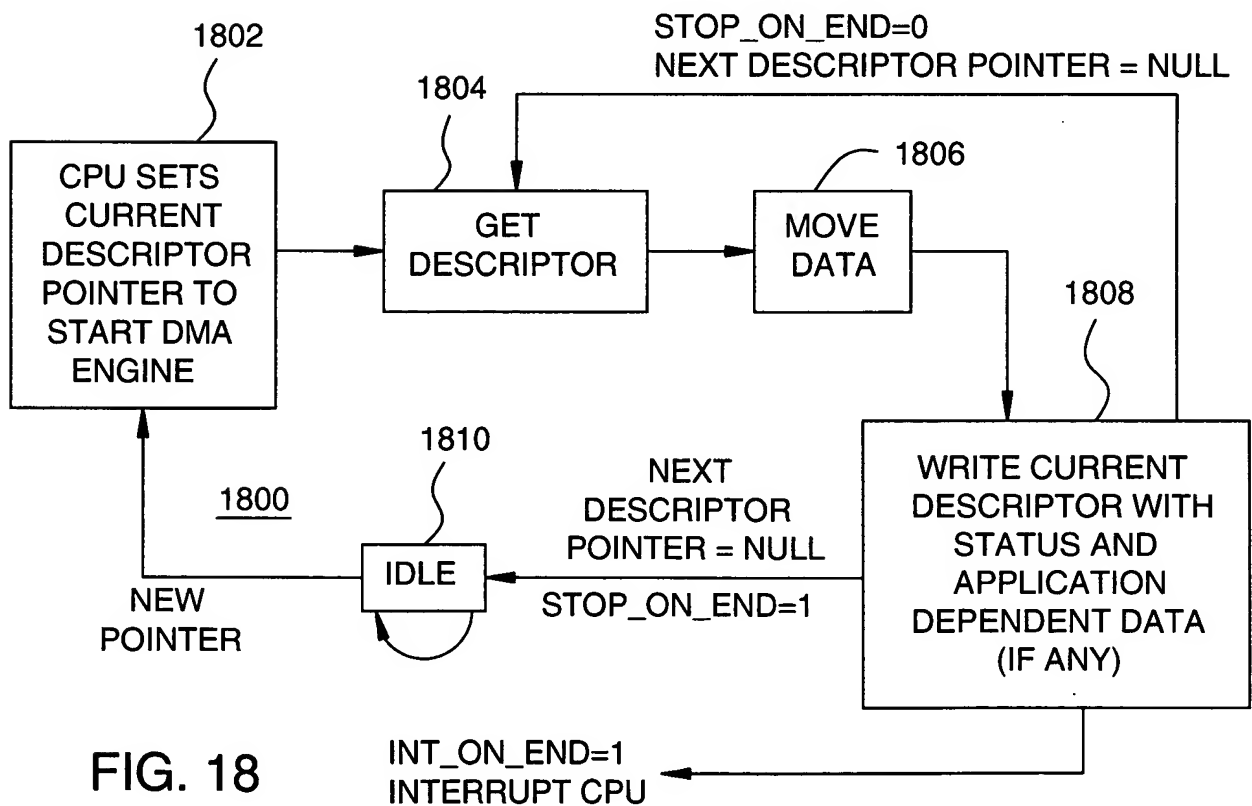 1802
CPU SETS
CURRENT
DESCRIPTOR
POINTER TO
START DMA
ENGINE
1804
GET
DESCRIPTOR
STOP_ON_END=0
NEXT DESCRIPTOR POINTER = NULL
1806
MOVE
DATA
1808
WRITE CURRENT
DESCRIPTOR WITH
STATUS AND
APPLICATION
DEPENDENT DATA
(IF ANY)
NEXT
DESCRIPTOR
POINTER = NULL
STOP_ON_END=1
1810
IDLE
1800
NEW
POINTER
INT_ON_END=1
INTERRUPT CPU
FIG. 18